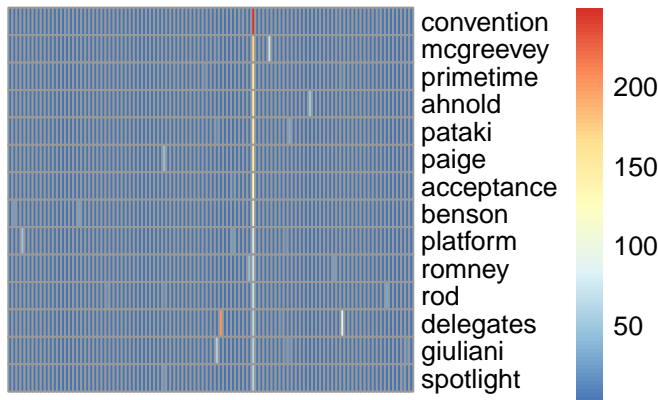 convention
mcgreevey
primetime
ahnold
pataki
paige
acceptance
benson
platform
romney
rod
delegates
giuliani
spotlight
200
150
100
50